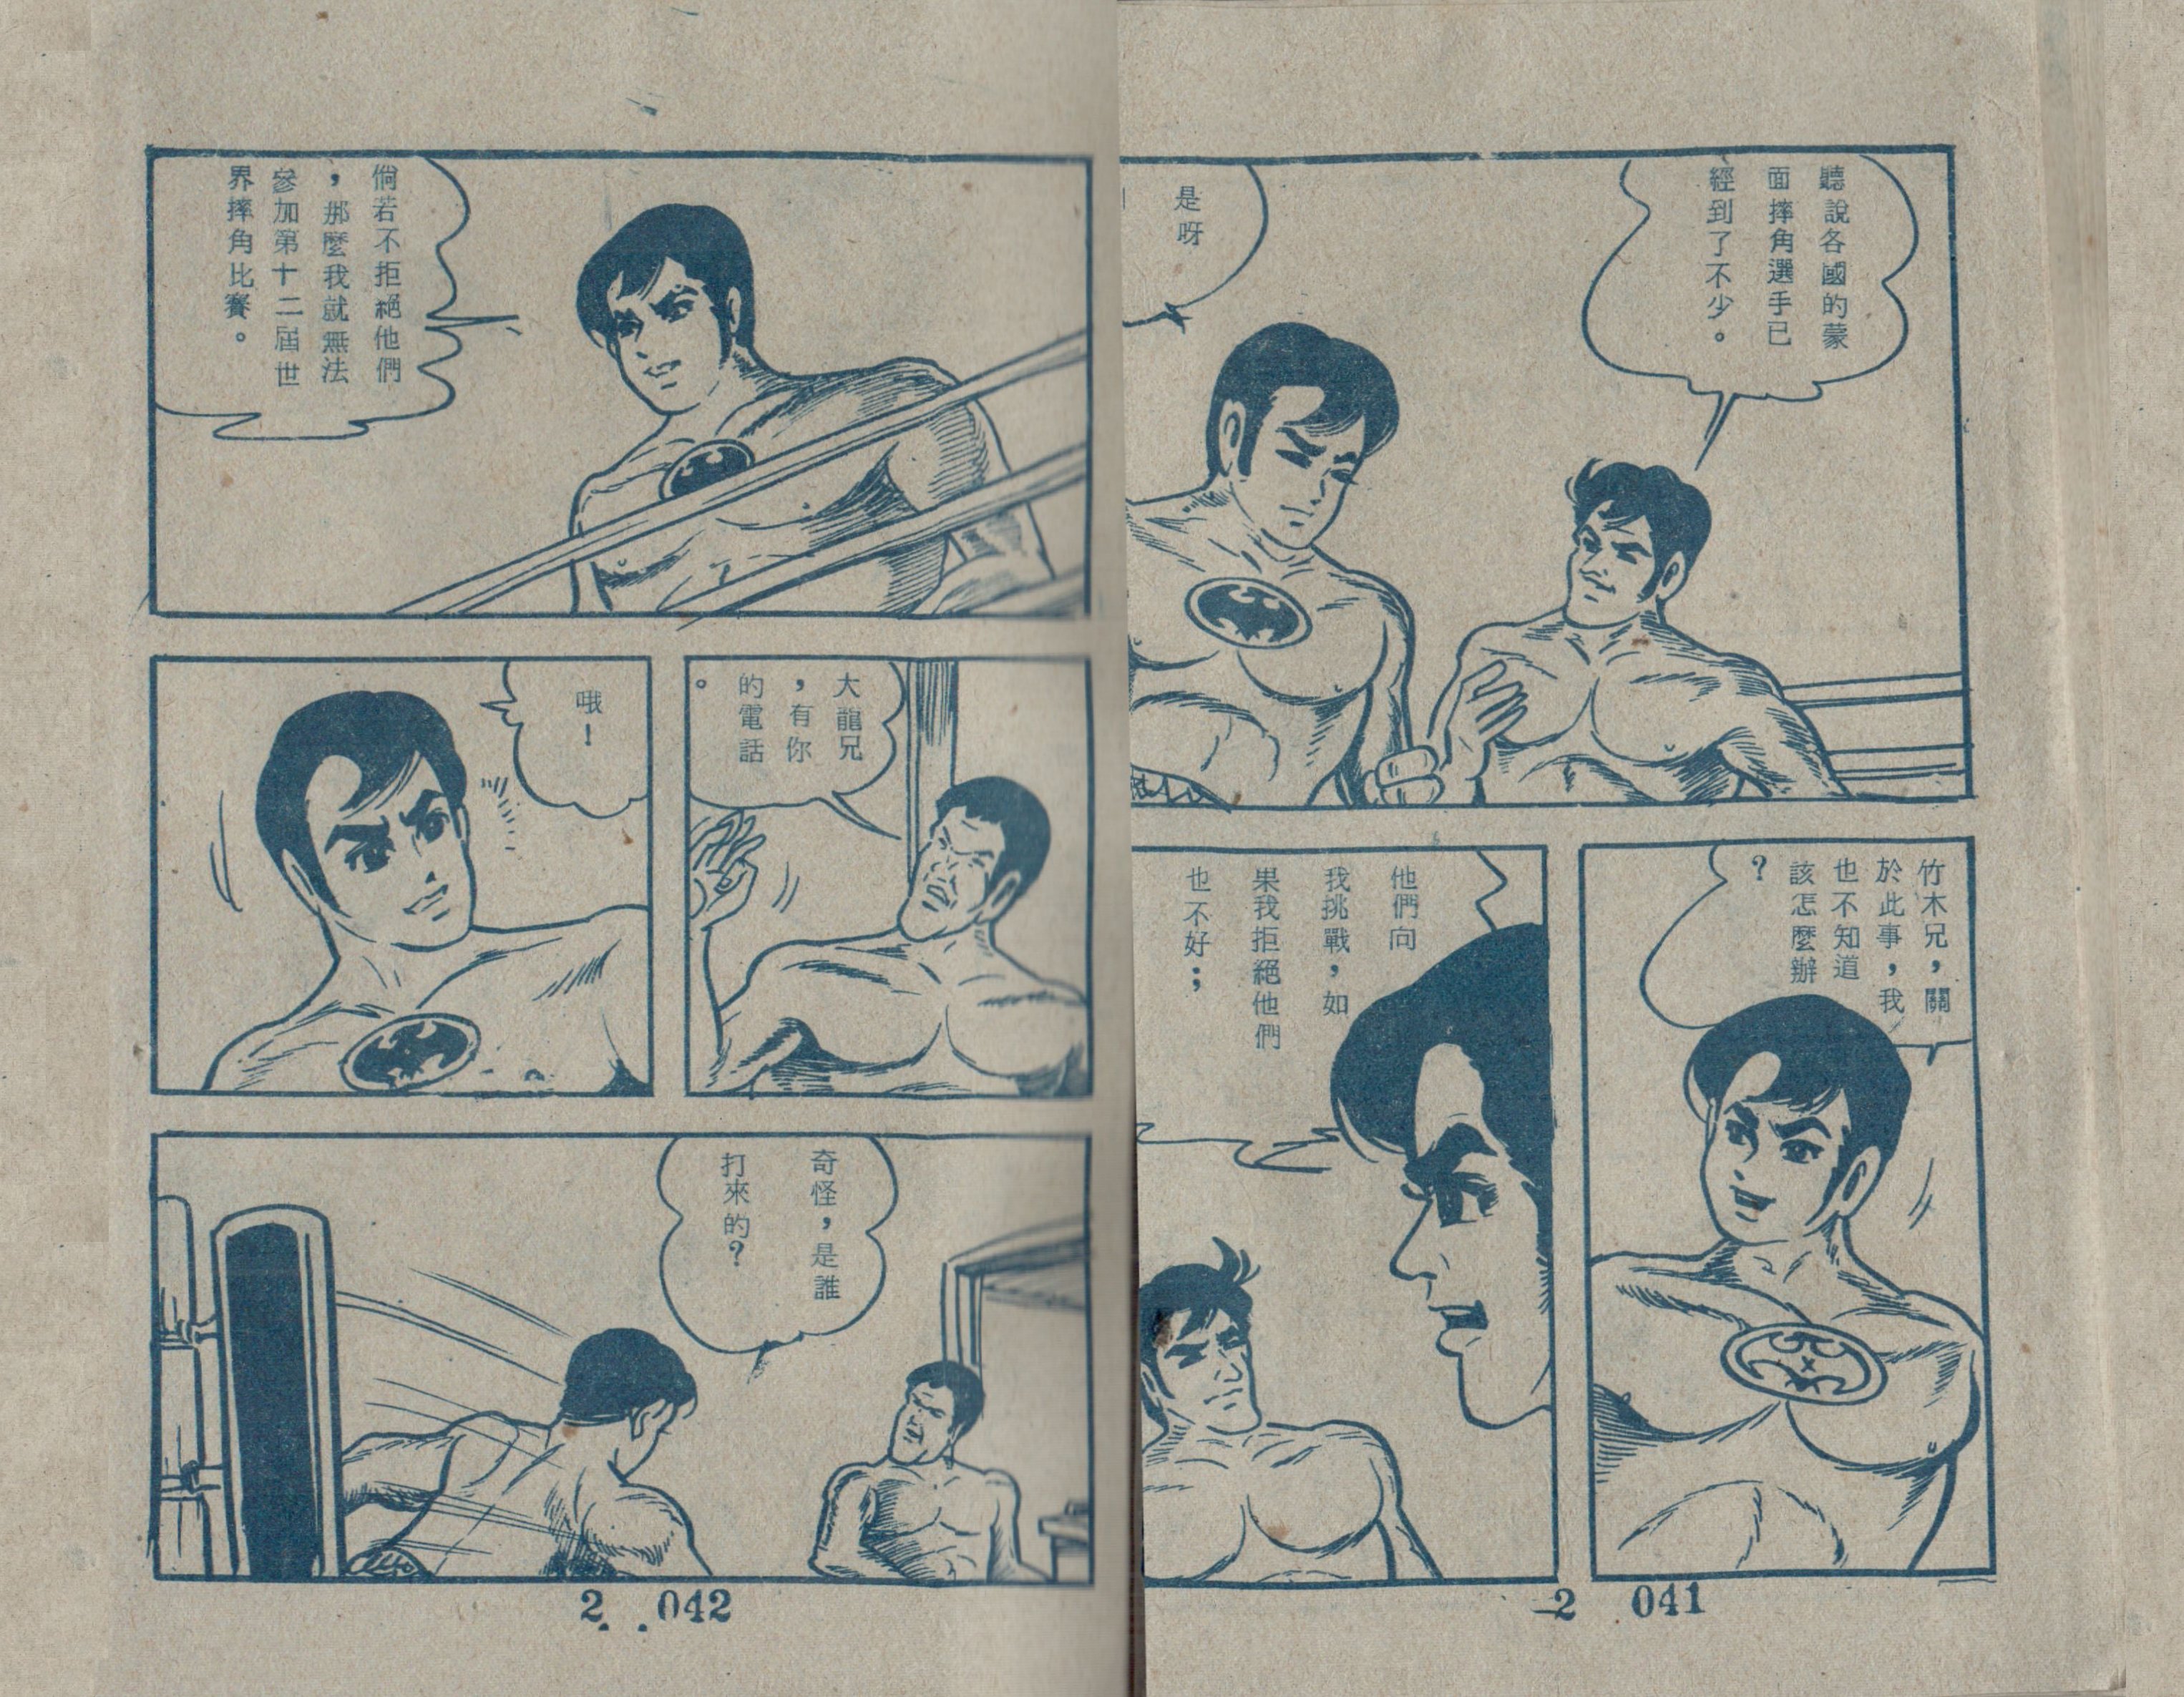 聽說各國的蒙
面摔角選手已
經到了不少。
是呀
竹木兄，關
於此事，我
也不知道
該怎麼辦
？
他們向
我挑戰，如
果我拒絕他們
也不好；
2 041
倘若不拒絕他們
，那麼我就無法
參加第十二屆世
界摔角比賽。
大龍兄
，有你
的電話
。
哦！
奇怪，是誰
打來的？
2 042